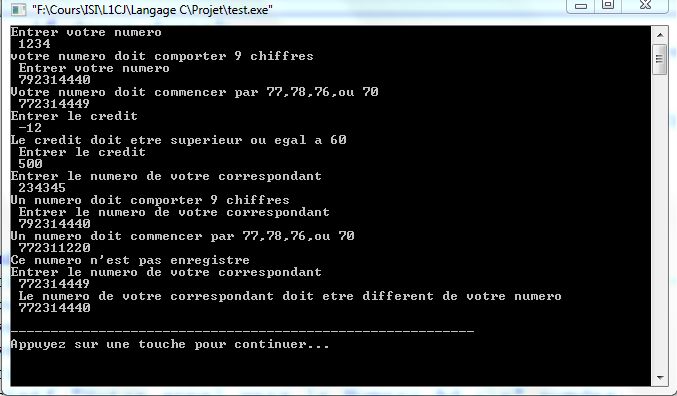 "F:\Cours\ISI\L1CJ\Langage C\Projet\test.exe"
Entrer votre numero
1234
votre numero doit comporter 9 chiffres
Entrer votre numero
792314440
Votre numero doit commencer par 77,78,76,ou 70
772314449
Entrer le credit
-12
Le credit doit etre superieur ou egal a 60
Entrer le credit
500
Entrer le numero de votre correspondant
234345
Un numero doit comporter 9 chiffres
Entrer le numero de votre correspondant
792314440
Un numero doit commencer par 77,78,76,ou 70
772311220
Ce numero n'est pas enregistre
Entrer le numero de votre correspondant
772314449
Le numero de votre correspondant doit etre different de votre numero
772314440
----------------------------------------------------------
Appuyez sur une touche pour continuer...